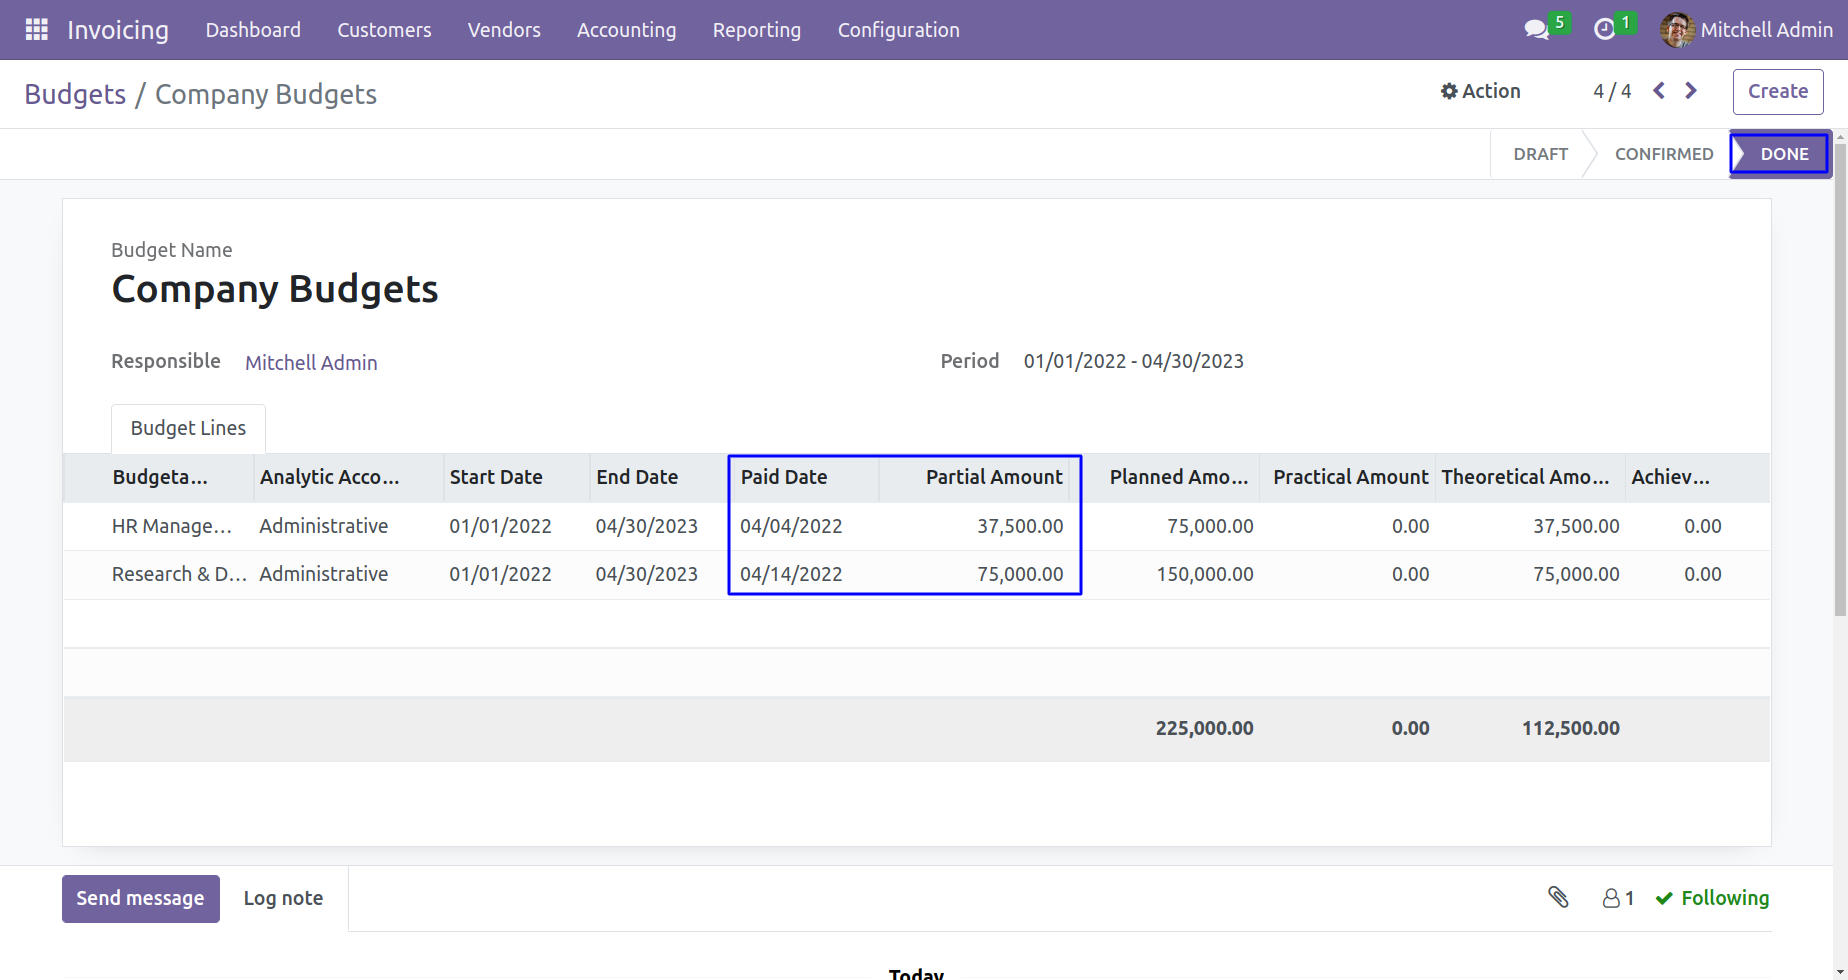 Invoicing Dashboard Customers Vendors Accounting Reporting Configuration 5 1 Mitchell Admin
Budgets / Company Budgets Action 4 / 4 Create
DRAFT CONFIRMED DONE
Budget Name
Company Budgets
Responsible Mitchell Admin Period 01/01/2022 - 04/30/2023
Budget Lines
Budgeta... Analytic Acco... Start Date End Date Paid Date Partial Amount Planned Amo... Practical Amount Theoretical Amo... Achiev...
HR Manage... Administrative 01/01/2022 04/30/2023 04/04/2022 37,500.00 75,000.00 0.00 37,500.00 0.00
Research & D... Administrative 01/01/2022 04/30/2023 04/14/2022 75,000.00 150,000.00 0.00 75,000.00 0.00
225,000.00 0.00 112,500.00
Send message Log note 1 Following
Today